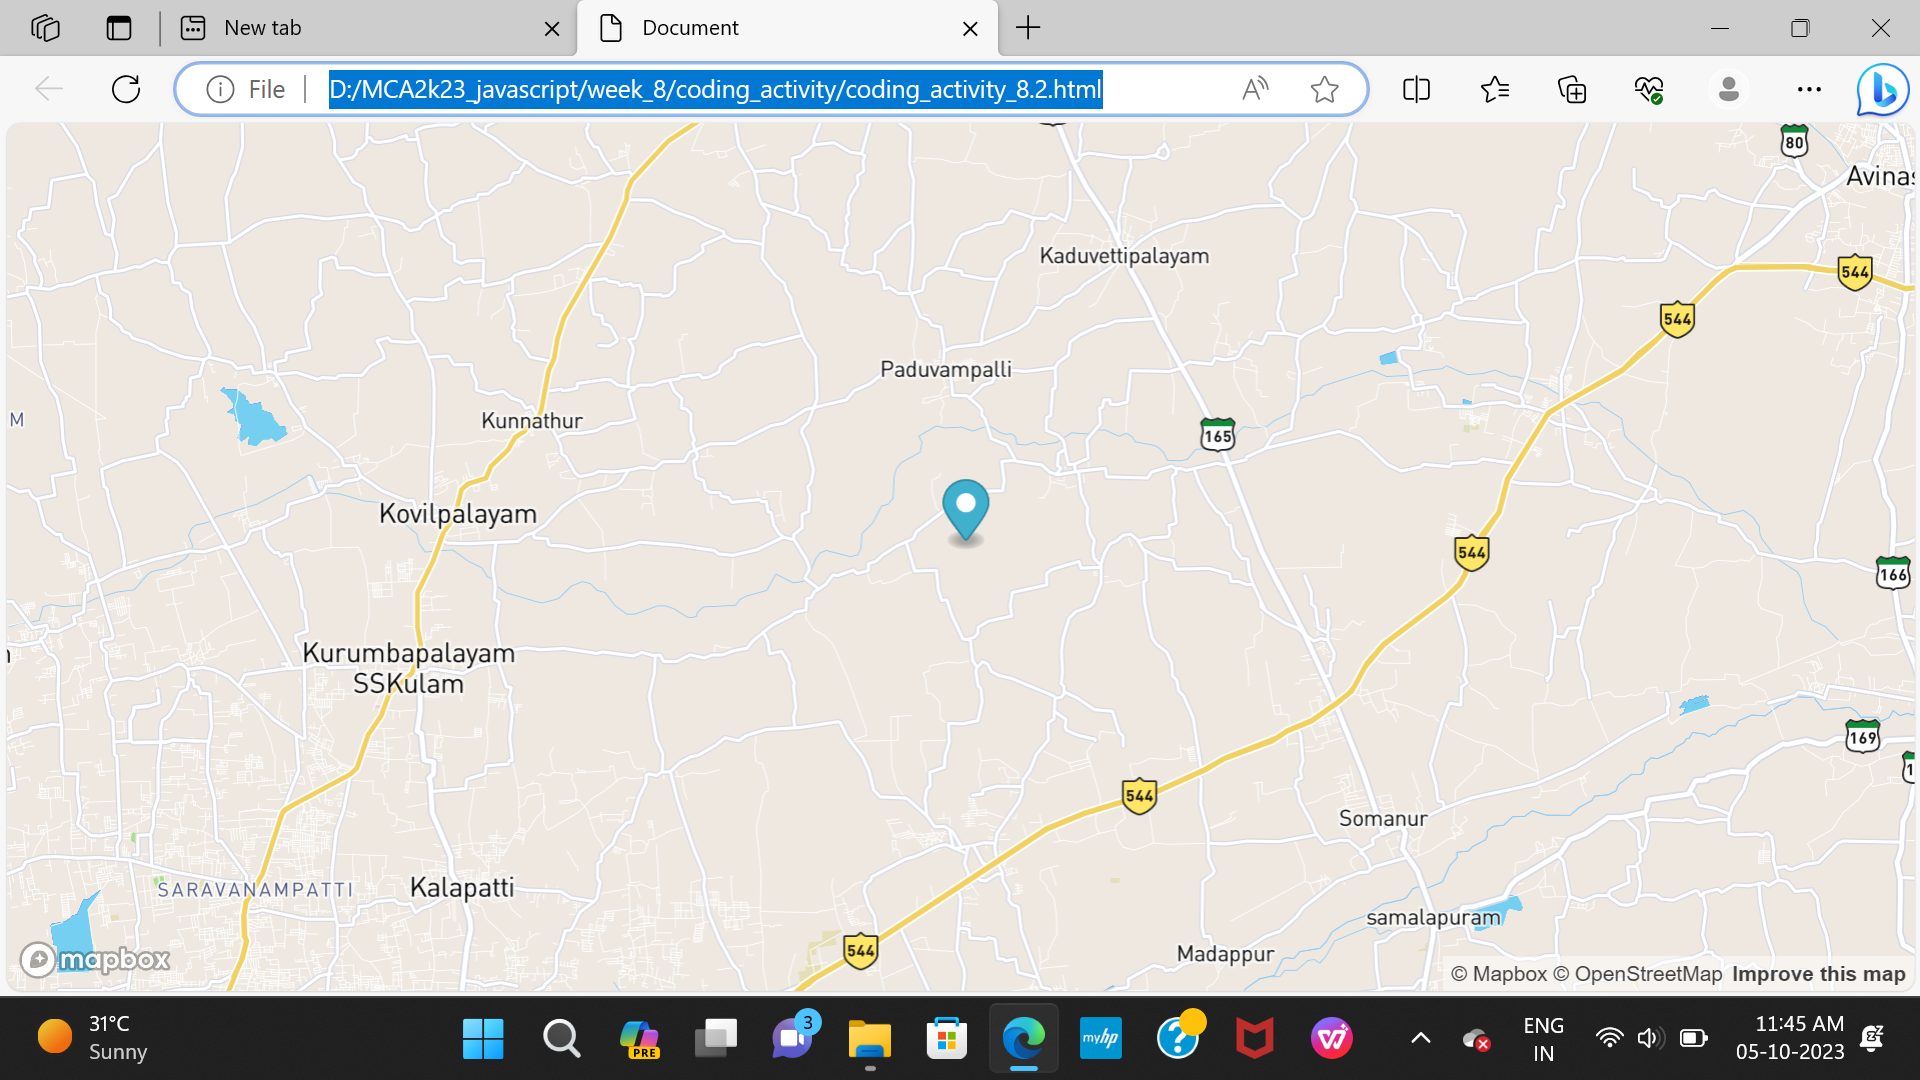 New tab
Document
File
D:/MCA2k23_javascript/week_8/coding_activity/coding_activity_8.2.html
80
Avinas
Kaduvettipalayam
544
544
Paduvampalli
M
Kunnathur
165
Kovilpalayam
544
166
Kurumbapalayam
SSKulam
169
1
544
Somanur
SARAVANAMPATTI
Kalapatti
samalapuram
544
Madappur
mapbox
© Mapbox © OpenStreetMap Improve this map
31°C
Sunny
PRE
3
myhp
ENG
IN
11:45 AM
05-10-2023